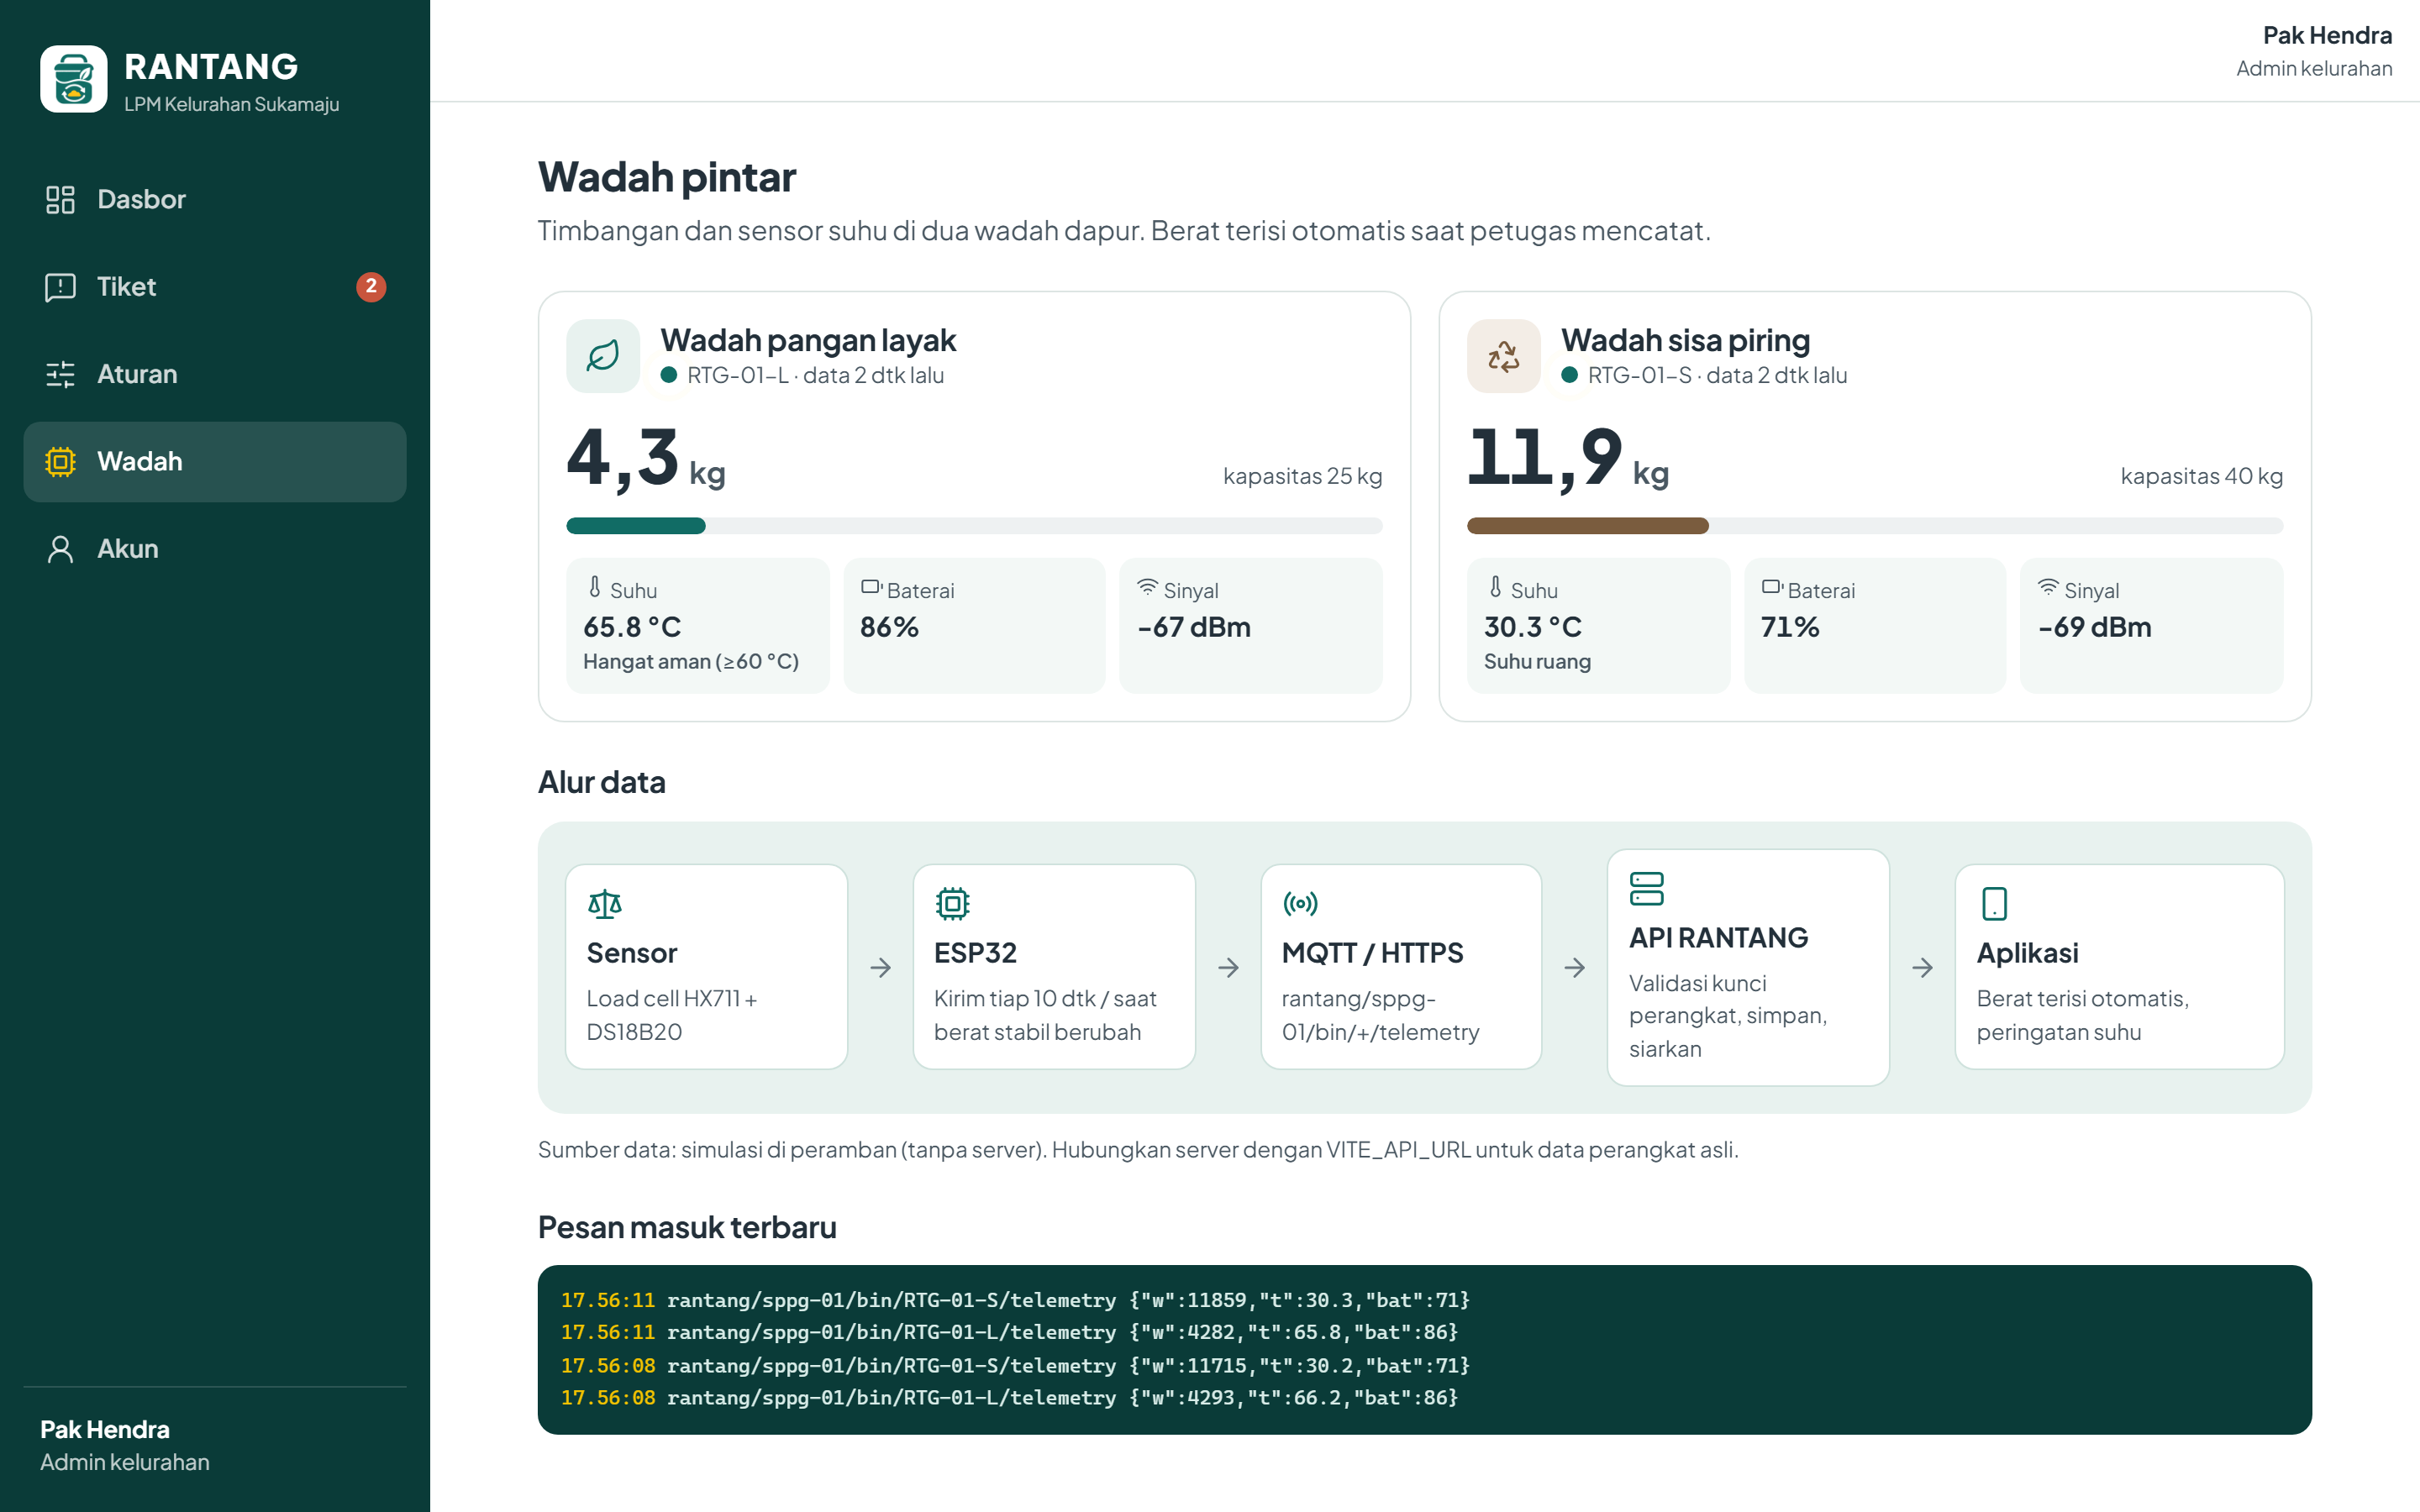 RANTANG
LPM Kelurahan Sukamaju
Dasbor
Tiket
2
Aturan
Wadah
Akun
Pak Hendra
Admin kelurahan
Pak Hendra
Admin kelurahan
Wadah pintar
Timbangan dan sensor suhu di dua wadah dapur. Berat terisi otomatis saat petugas mencatat.
Wadah pangan layak
RTG-01-L · data 2 dtk lalu
4,3 kg
kapasitas 25 kg
Suhu
65.8 °C
Hangat aman (≥60 °C)
Baterai
86%
Sinyal
-67 dBm
Wadah sisa piring
RTG-01-S · data 2 dtk lalu
11,9 kg
kapasitas 40 kg
Suhu
30.3 °C
Suhu ruang
Baterai
71%
Sinyal
-69 dBm
Alur data
Sensor
Load cell HX711 +
DS18B20
ESP32
Kirim tiap 10 dtk / saat
berat stabil berubah
MQTT / HTTPS
rantang/sppg-
01/bin/+/telemetry
API RANTANG
Validasi kunci
perangkat, simpan,
siarkan
Aplikasi
Berat terisi otomatis,
peringatan suhu
Sumber data: simulasi di peramban (tanpa server). Hubungkan server dengan VITE_API_URL untuk data perangkat asli.
Pesan masuk terbaru
17.56:11 rantang/sppg-01/bin/RTG-01-S/telemetry {"w":11859,"t":30.3,"bat":71}
17.56:11 rantang/sppg-01/bin/RTG-01-L/telemetry {"w":4282,"t":65.8,"bat":86}
17.56:08 rantang/sppg-01/bin/RTG-01-S/telemetry {"w":11715,"t":30.2,"bat":71}
17.56:08 rantang/sppg-01/bin/RTG-01-L/telemetry {"w":4293,"t":66.2,"bat":86}